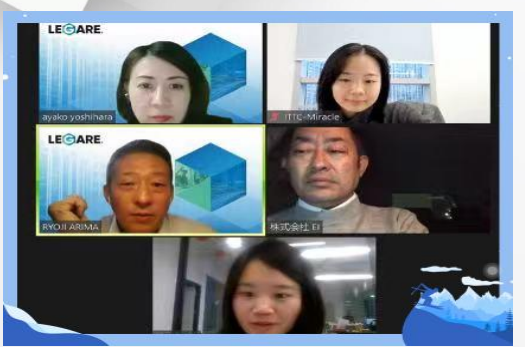 LEGARE
ayako yoshihara
ITTC-Miracle
LEGARE
RYOJI ARIMA
株式会社 EI